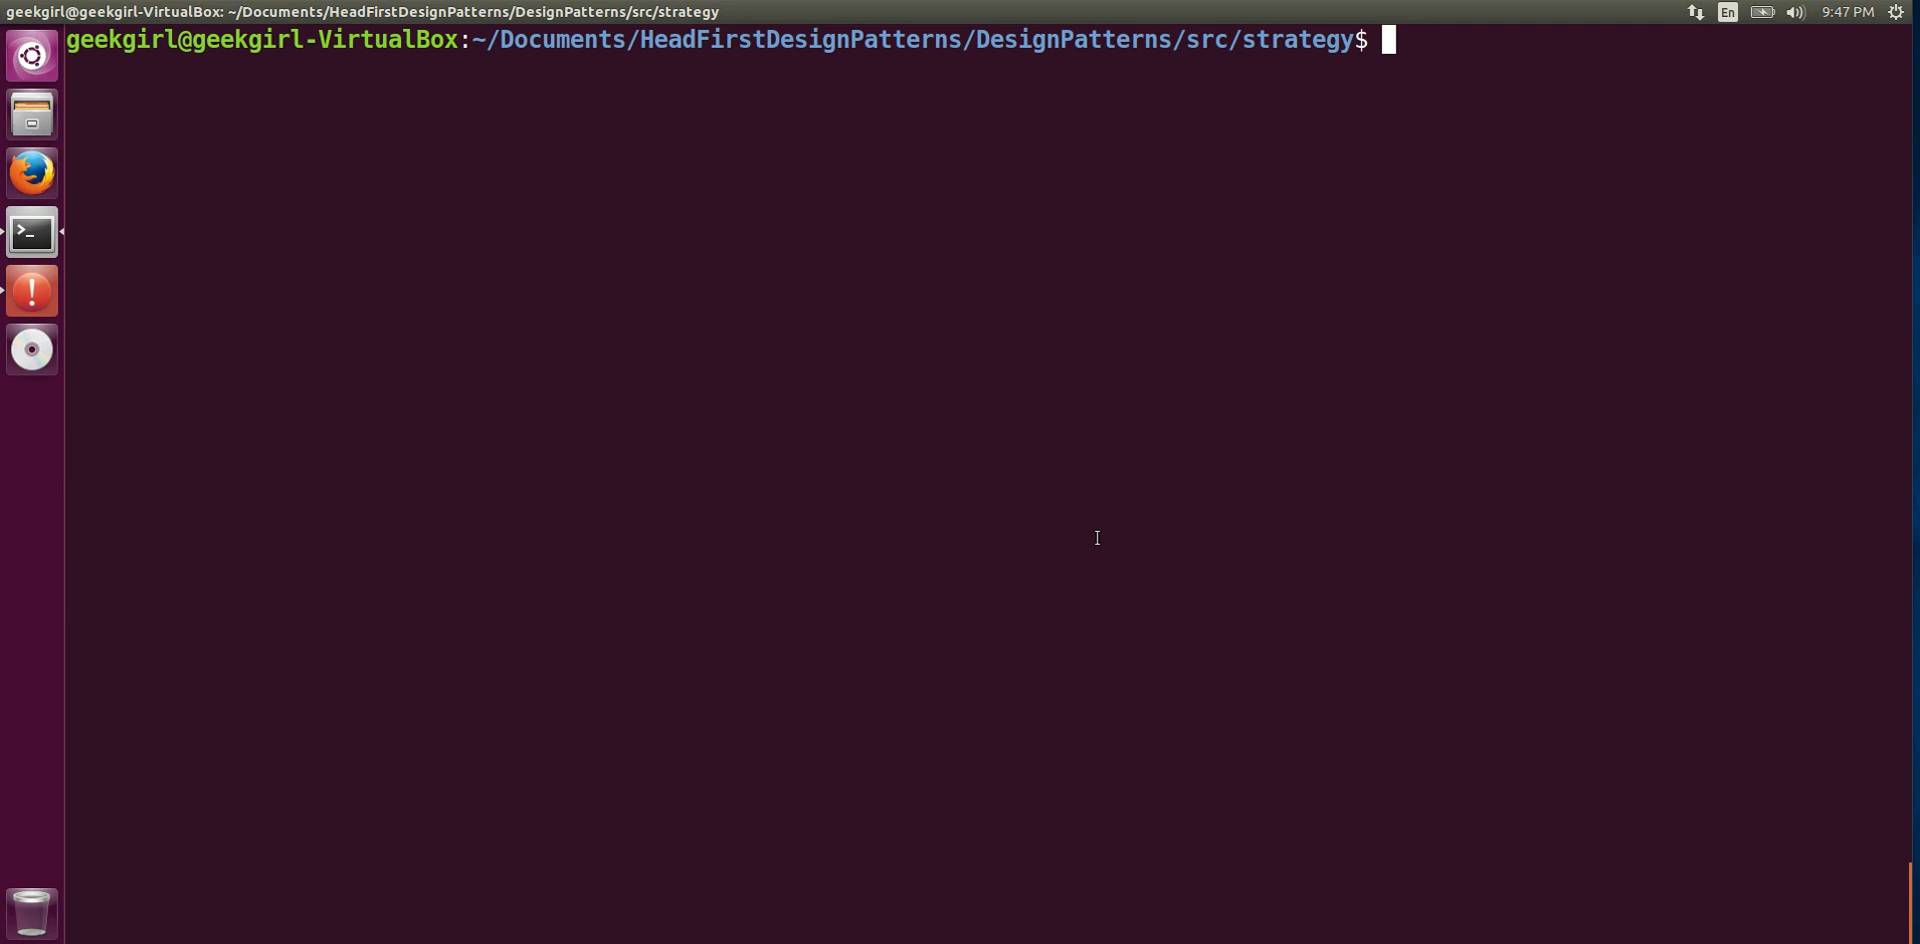 geekgirl@geekgirl-VirtualBox: ~/Documents/HeadFirstDesignPatterns/DesignPatterns/src/strategy
En
9:47 PM
geekgirl@geekgirl-VirtualBox:~/Documents/HeadFirstDesignPatterns/DesignPatterns/src/strategy$